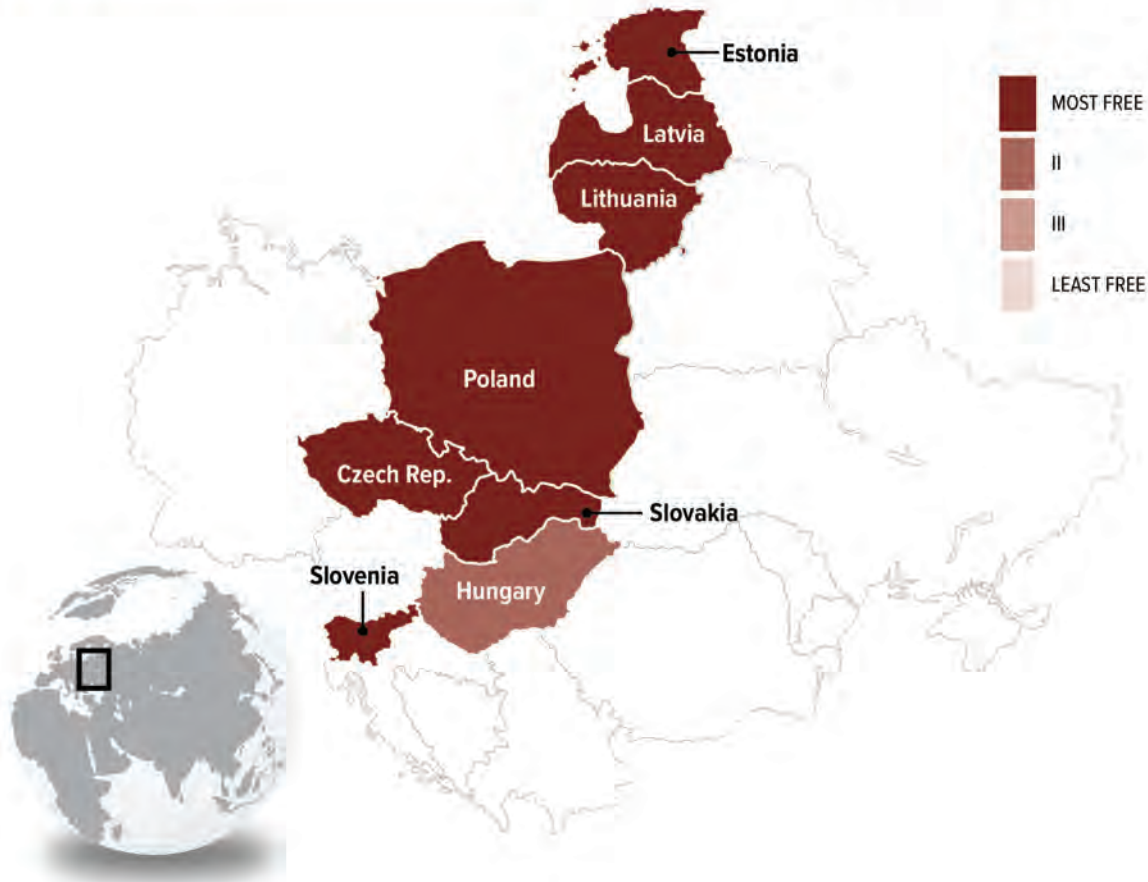 Estonia
MOST FREE
Latvia
II
Lithuania
III
LEAST FREE
Poland
Czech Rep.
Slovakia
Slovenia
Hungary